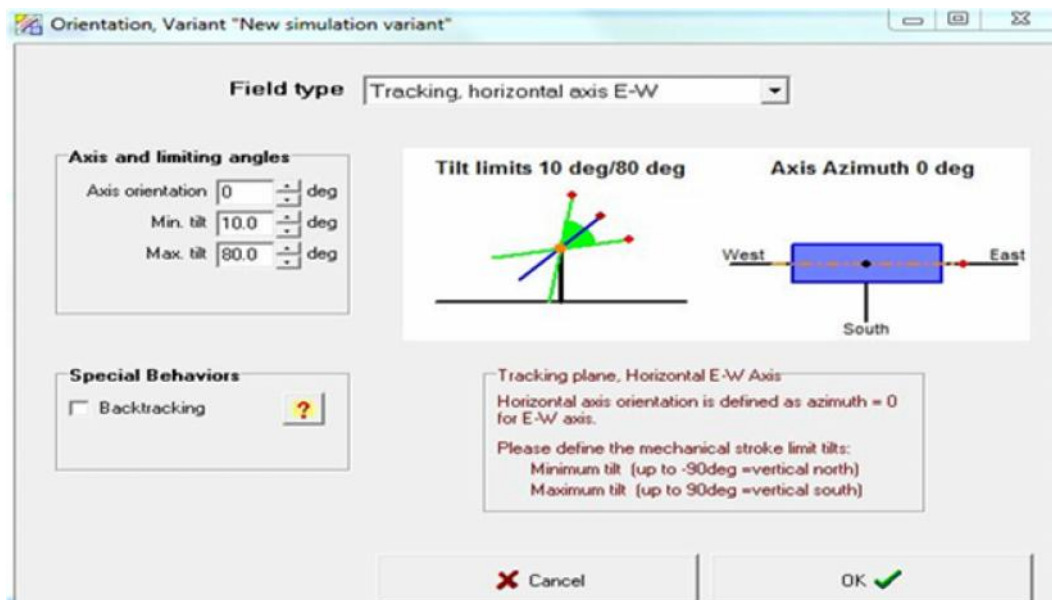 Orientation, Variant "New simulation variant"
Field type Tracking, horizontal axis E-W
Axis and limiting angles
Axis orientation 0 deg
Min. tilt 10.0 deg
Max. tilt 80.0 deg
Tilt limits 10 deg/80 deg
Axis Azimuth 0 deg
West
East
South
Special Behaviors
Backtracking
?
Tracking plane, Horizontal E-W Axis
Horizontal axis orientation is defined as azimuth = 0
for E-W axis.
Please define the mechanical stroke limit tilts:
Minimum tilt (up to -90deg =vertical north)
Maximum tilt (up to 90deg =vertical south)
Cancel
OK